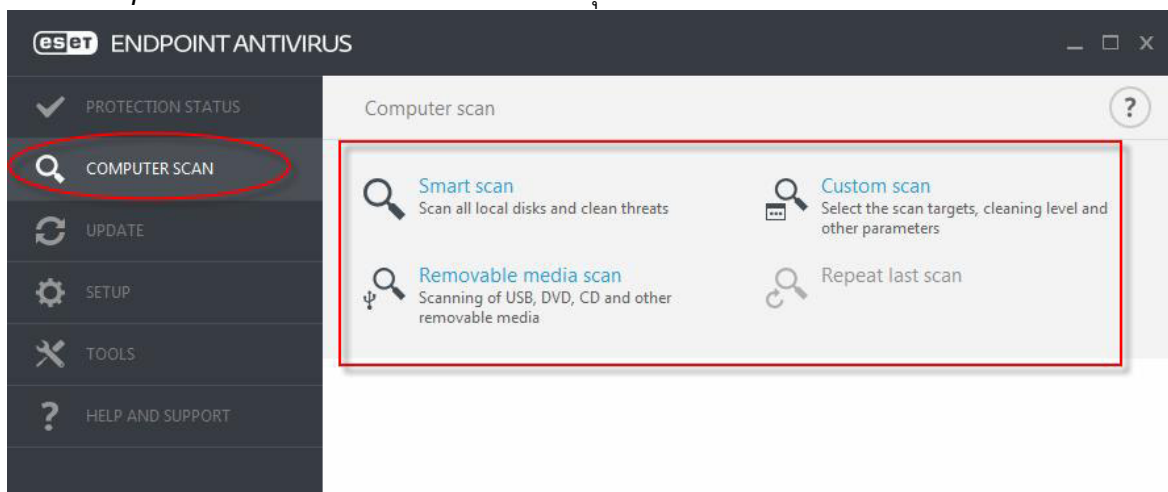 eset ENDPOINT ANTIVIRUS
PROTECTION STATUS
COMPUTER SCAN
UPDATE
SETUP
TOOLS
HELP AND SUPPORT
Computer scan
?
Smart scan
Scan all local disks and clean threats
Custom scan
Select the scan targets, cleaning level and
other parameters
Removable media scan
Scanning of USB, DVD, CD and other
removable media
Repeat last scan